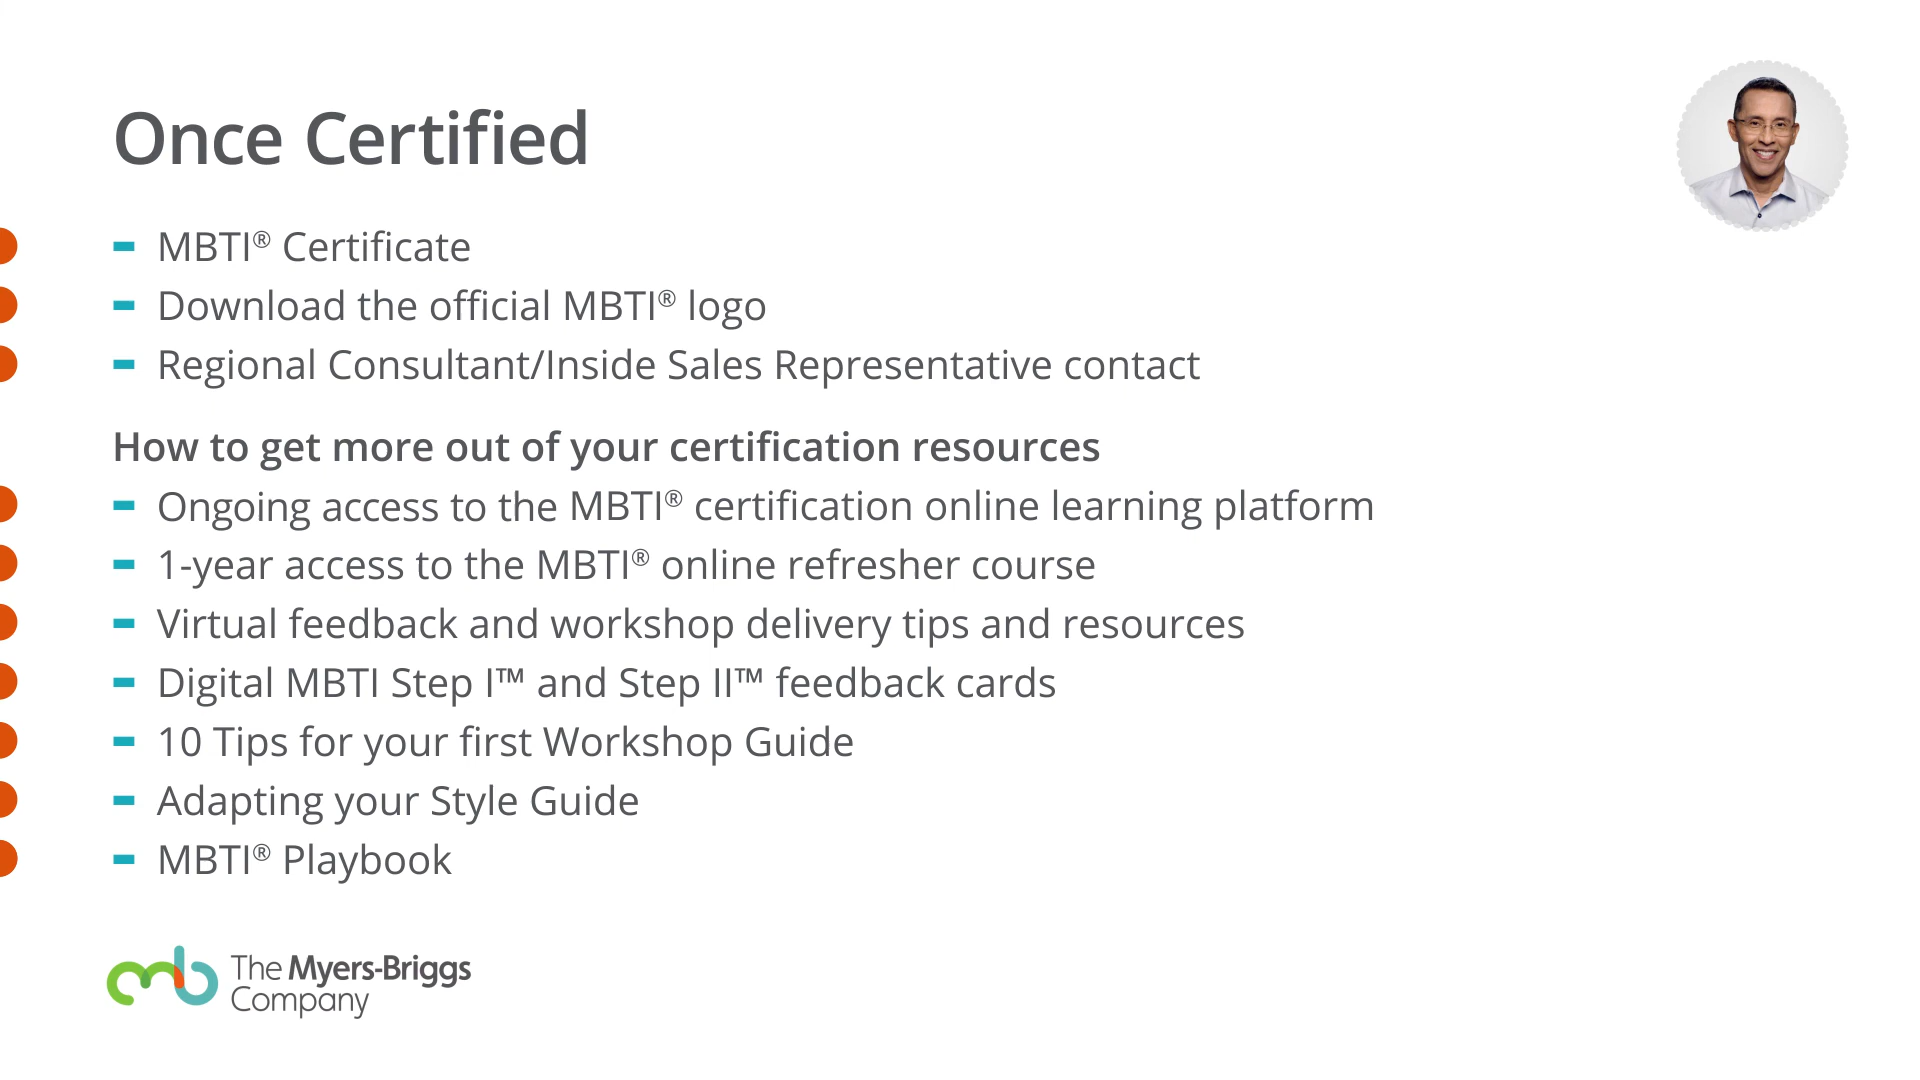 Once Certified
MBTI® Certificate
Download the official MBTI® logo
Regional Consultant/Inside Sales Representative contact
How to get more out of your certification resources
Ongoing access to the MBTI® certification online learning platform
1-year access to the MBTI® online refresher course
Virtual feedback and workshop delivery tips and resources
Digital MBTI Step I™ and Step II™ feedback cards
10 Tips for your first Workshop Guide
Adapting your Style Guide
MBTI® Playbook
The Myers-Briggs
Company